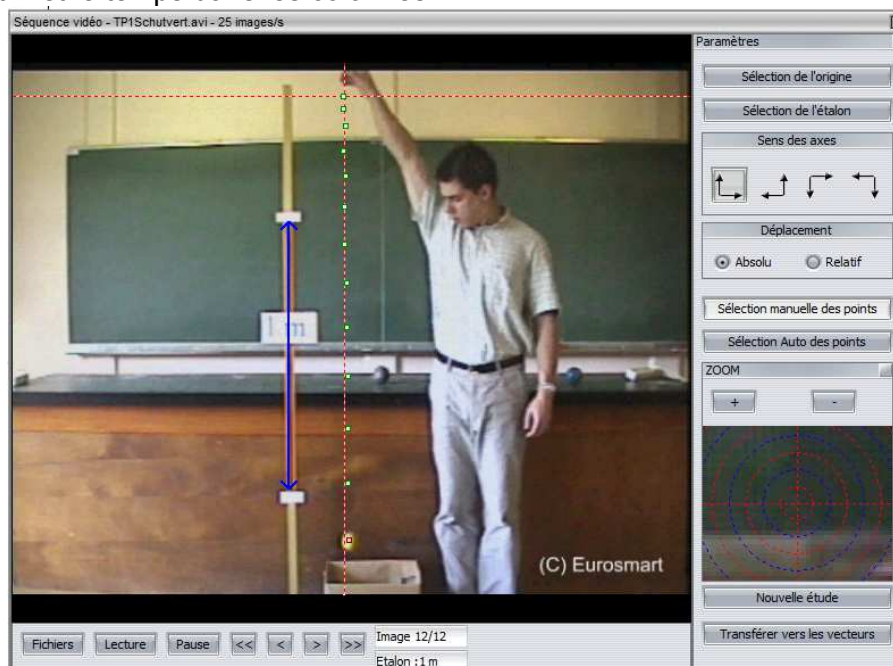 Séquence vidéo - TP1Schutvert.avi - 25 images/s
Paramètres
Sélection de l'origine
Sélection de l'étalon
Sens des axes
Déplacement
Absolu
Relatif
Sélection manuelle des points
Sélection Auto des points
ZOOM
+
-
1 m
(C) Eurosmart
Nouvelle étude
Transférer vers les vecteurs
Fichiers
Lecture
Pause
<<
<
>
>>
Image 12/12
Etalon :1 m